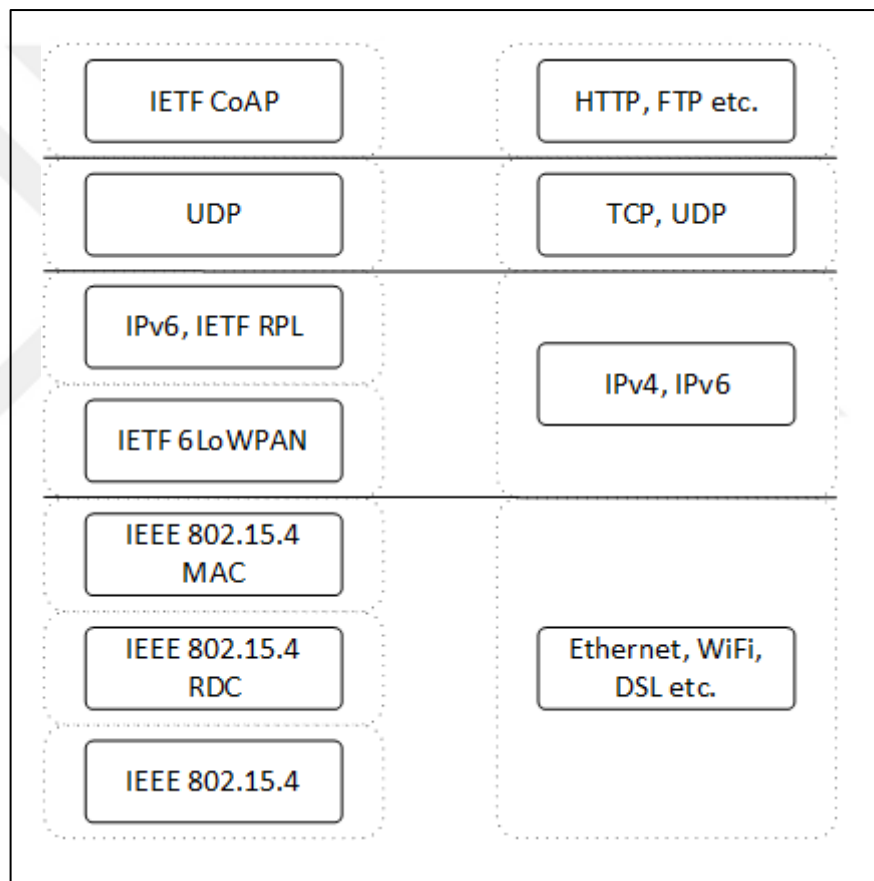 IETF CoAP
HTTP, FTP etc.
UDP
TCP, UDP
IPv6, IETF RPL
IPv4, IPv6
IETF 6LoWPAN
IEEE 802.15.4
MAC
IEEE 802.15.4
RDC
Ethernet, WiFi,
DSL etc.
IEEE 802.15.4